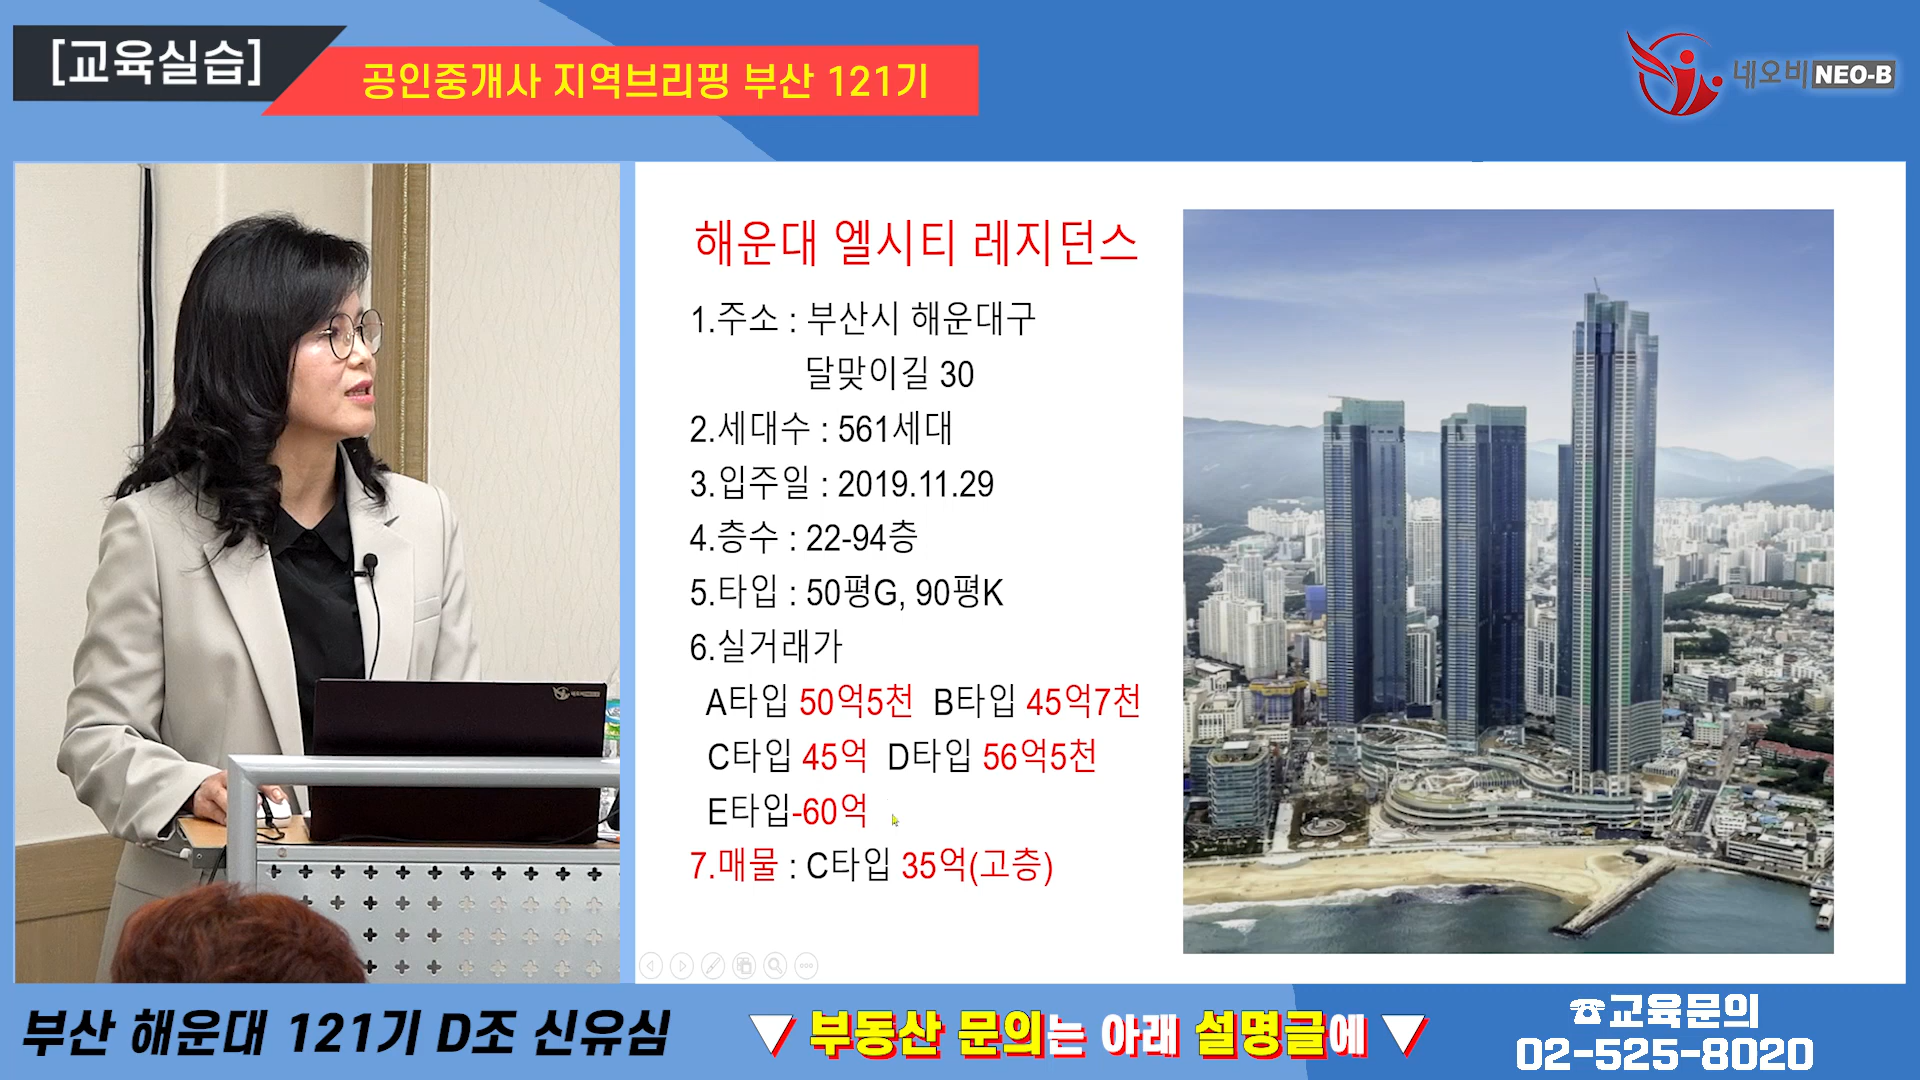 [교육실습]
공인중개사 지역브리핑 부산 121기
네오비 NEO-B
해운대 엘시티 레지던스
1.주소 : 부산시 해운대구
달맞이길 30
2.세대수 : 561세대
3.입주일 : 2019.11.29
4.층수 : 22-94층
5.타입 : 50평G, 90평K
6.실거래가
A타입 50억5천 B타입 45억7천
C타입 45억 D타입 56억5천
E타입-60억
7.매물 : C타입 35억(고층)
부산 해운대 121기 D조 신유심
▼ 부동산 문의는 아래 설명글에 ▼
☎교육문의
02-525-8020